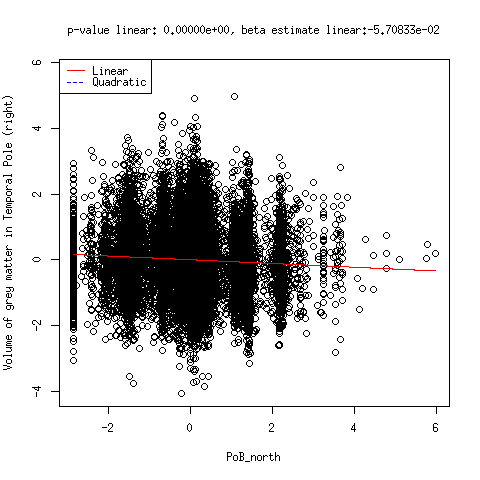 p-value linear: 0.00000e+00, beta estimate linear:-5.70833e-02
Linear
Quadratic
Volume of grey matter in Temporal Pole (right)
6
4
2
0
-2
-4
-2 0 2 4 6
PoB_north